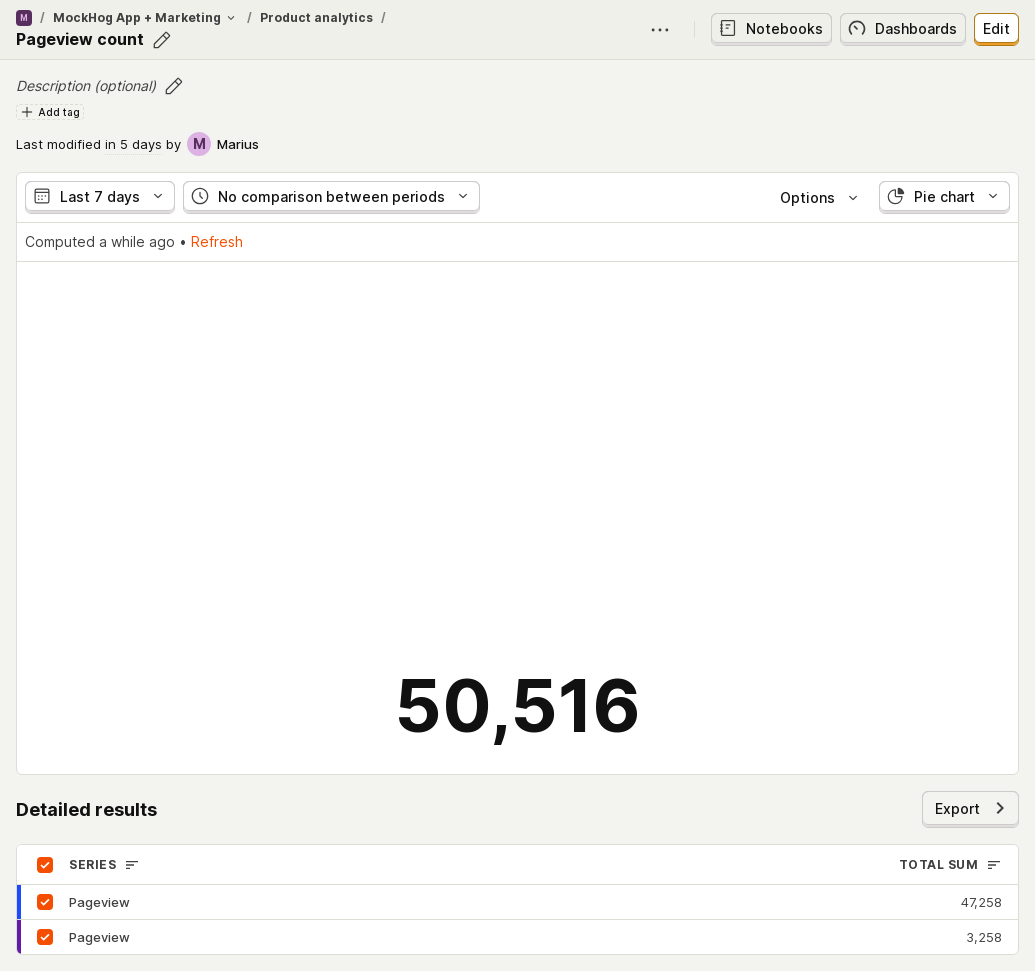 M / MockHog App + Marketing / Product analytics /
Pageview count
Notebooks
Dashboards
Edit
Description (optional)
Add tag
Last modified in 5 days by M Marius
Last 7 days
No comparison between periods
Options
Pie chart
Computed a while ago • Refresh
50,516
Detailed results
Export
SERIES TOTAL SUM
Pageview 47,258
Pageview 3,258